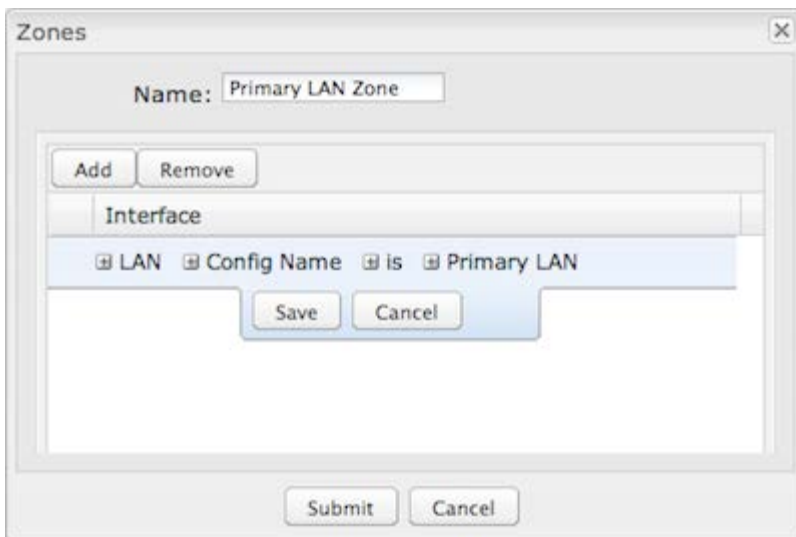 Zones
Name: Primary LAN Zone
Add Remove
Interface
LAN Config Name is Primary LAN
Save Cancel
Submit Cancel